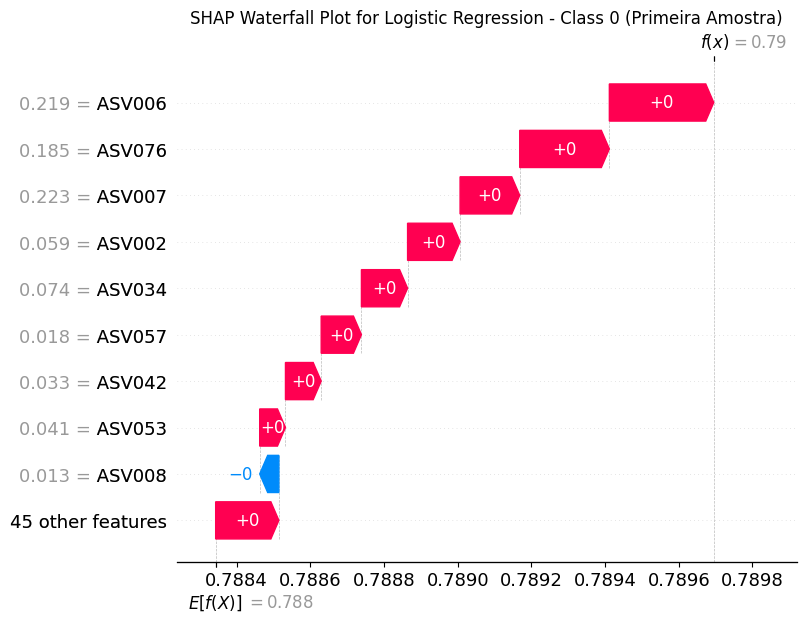 SHAP Waterfall Plot for Logistic Regression - Class 0 (Primeira Amostra)
f(x) = 0.79
0.219 = ASV006 +0
0.185 = ASV076 +0
0.223 = ASV007 +0
0.059 = ASV002 +0
0.074 = ASV034 +0
0.018 = ASV057 +0
0.033 = ASV042 +0
0.041 = ASV053 +0
0.013 = ASV008 −0
45 other features +0
0.7884 0.7886 0.7888 0.7890 0.7892 0.7894 0.7896 0.7898
E[f(X)] = 0.788